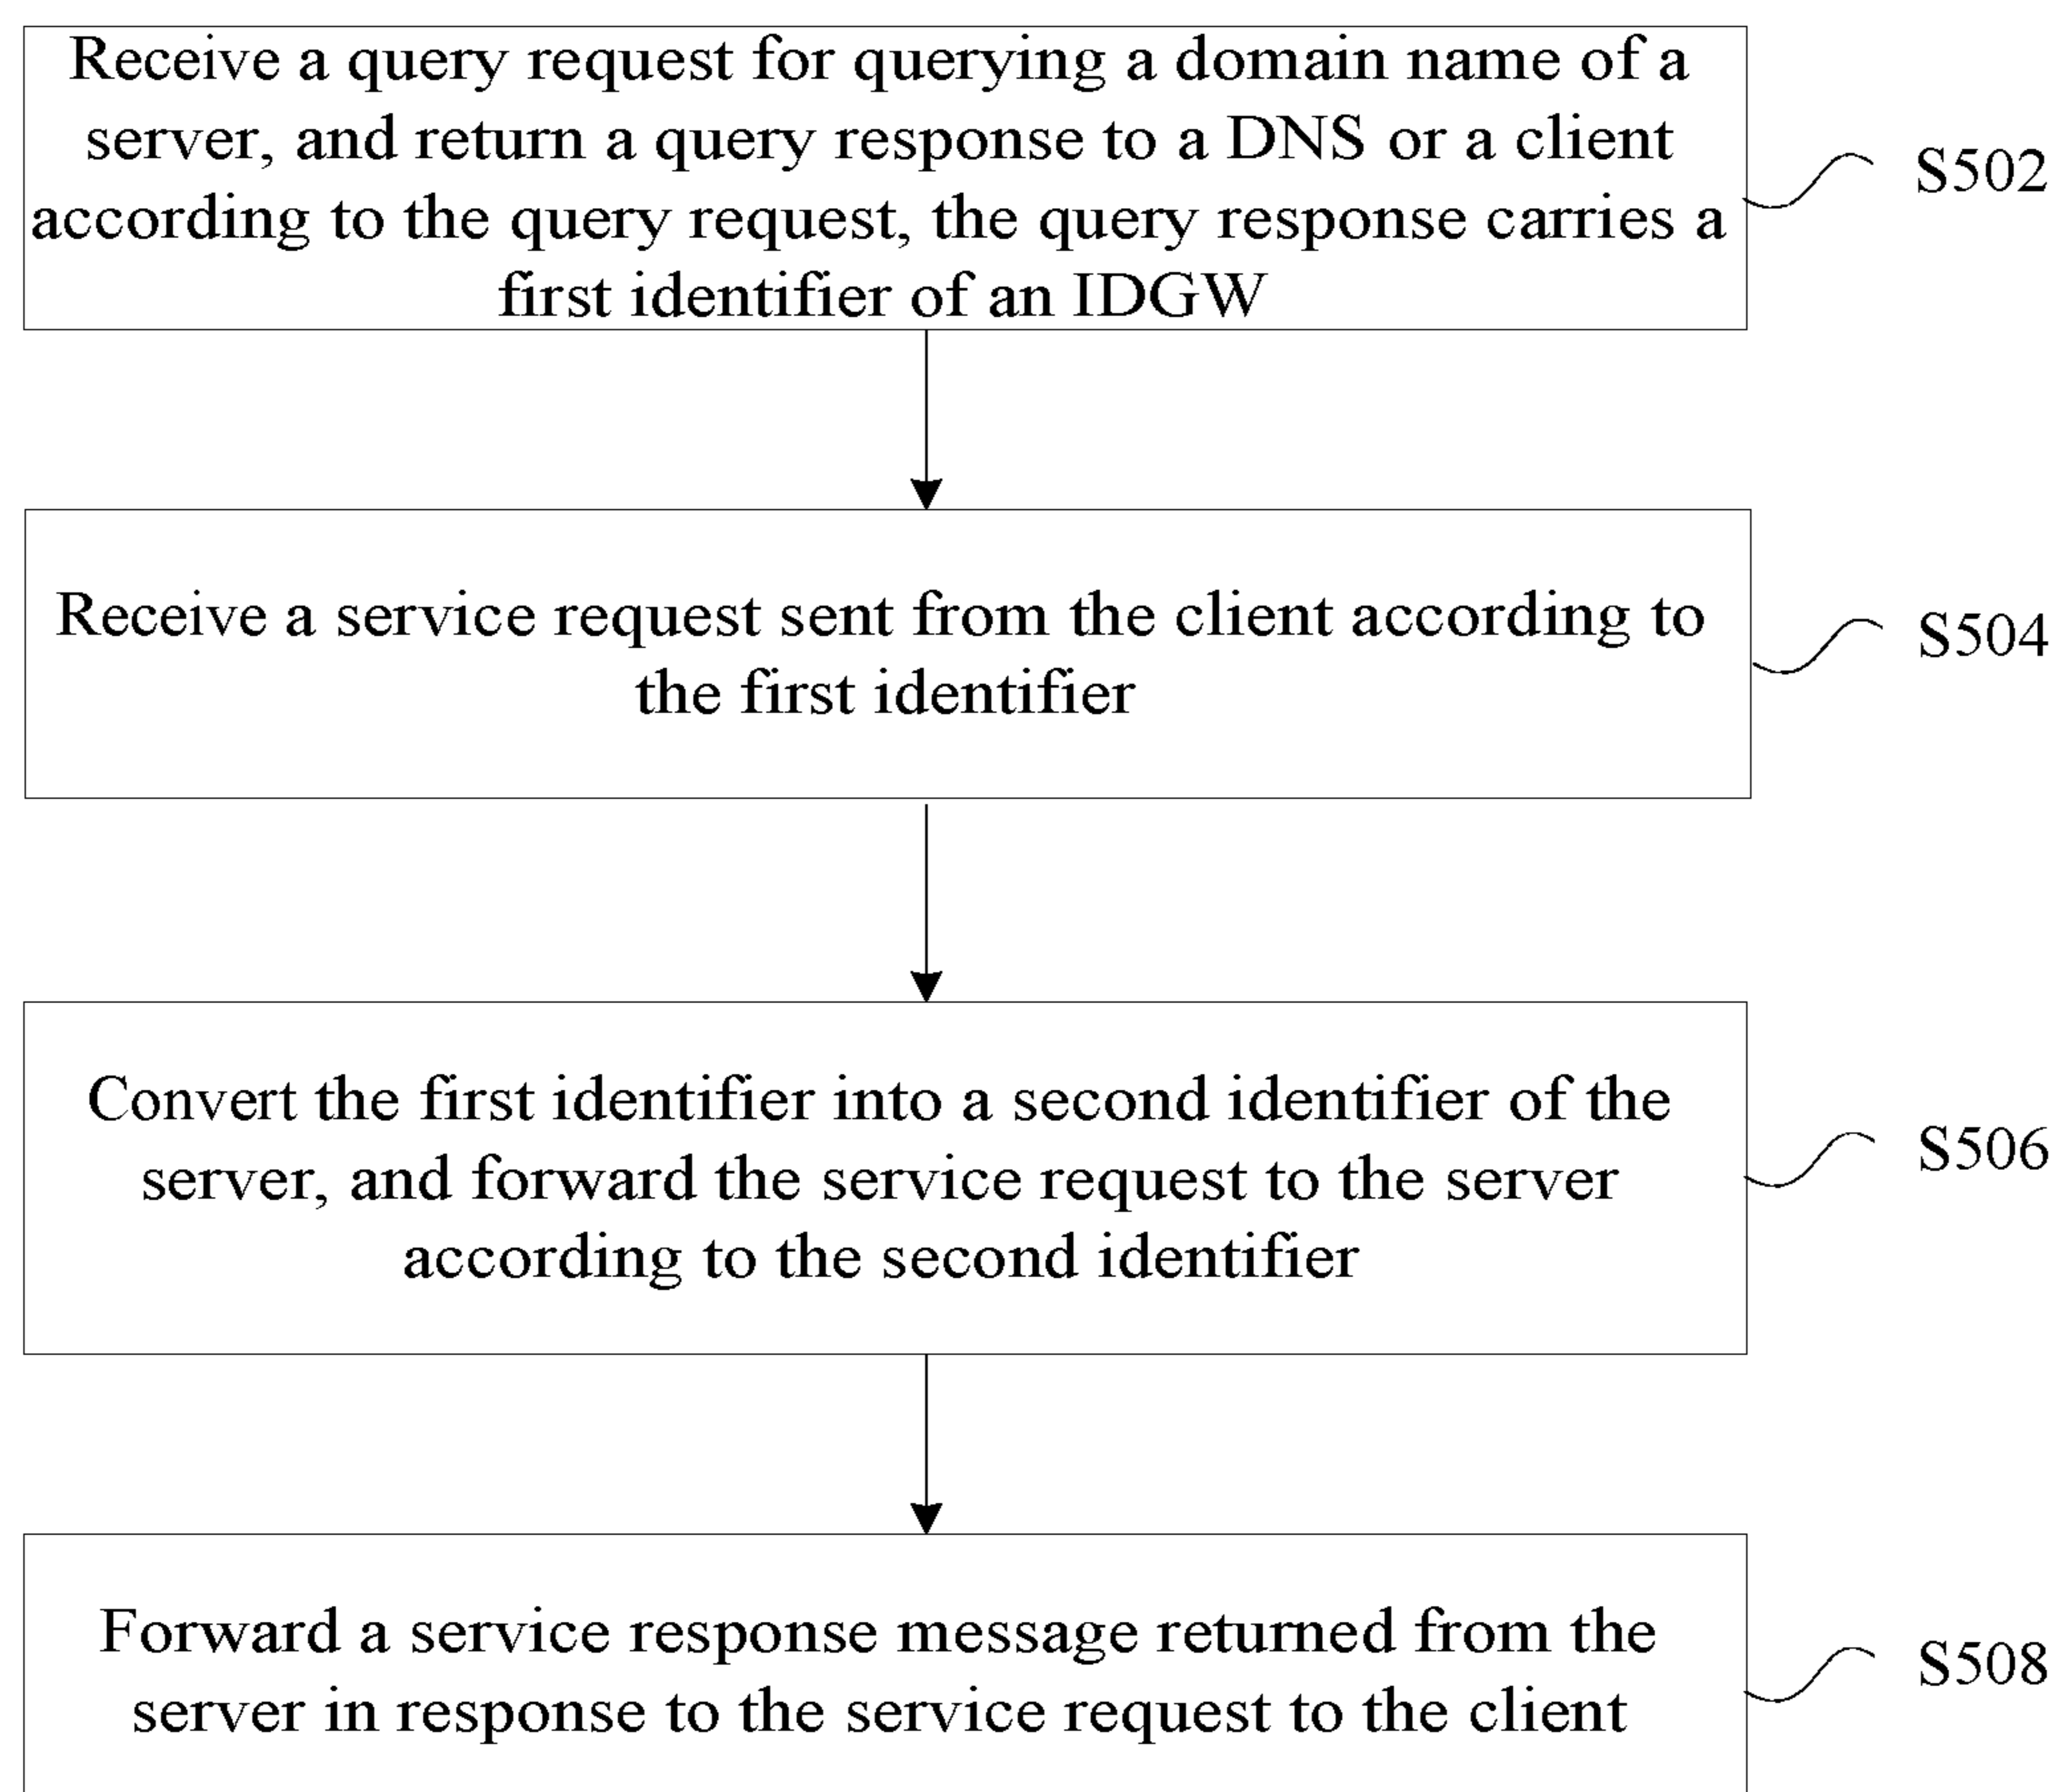 Receive a query request for querying a domain name of a
server, and return a query response to a DNS or a client
according to the query request, the query response carries a
first identifier of an IDGW
S502
Receive a service request sent from the client according to
the first identifier
S504
Convert the first identifier into a second identifier of the
server, and forward the service request to the server
according to the second identifier
S506
Forward a service response message returned from the
server in response to the service request to the client
S508